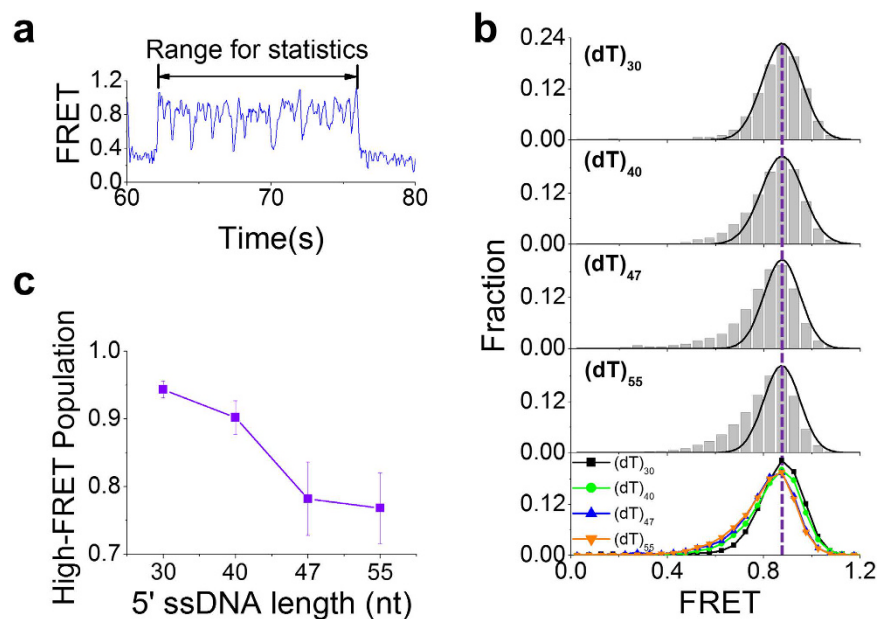 a
Range for statistics
FRET
1.2
0.8
0.4
0.0
60
70
80
Time(s)
b
Fraction
0.24
0.12
0.00
(dT)30
0.12
0.00
(dT)40
0.12
0.00
(dT)47
0.12
0.00
(dT)55
0.12
0.00
(dT)30
(dT)40
(dT)47
(dT)55
0.0
0.4
0.8
1.2
FRET
c
High-FRET Population
1.0
0.9
0.8
0.7
30
40
47
55
5' ssDNA length (nt)